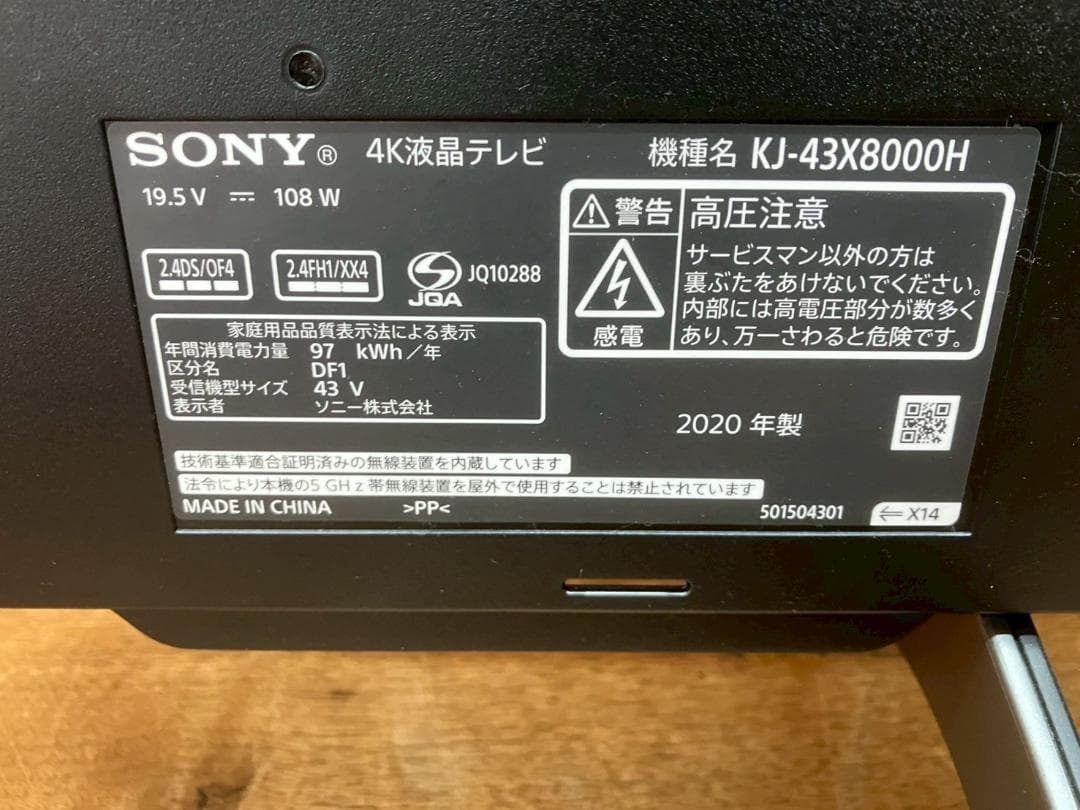 SONY® 4K液晶テレビ 機種名 KJ-43X8000H
19.5 V ⎓ 108 W
2.4DS/OF4
2.4FH1/XX4
JQA JQ10288
警告
感電
高圧注意
サービスマン以外の方は
裏ぶたをあけないでください。
内部には高電圧部分が数多く
あり、万一さわると危険です。
家庭用品品質表示法による表示
年間消費電力量 97 kWh/年
区分名 DF1
受信機型サイズ 43 V
表示者 ソニー株式会社
2020 年製
技術基準適合証明済みの無線装置を内蔵しています
法令により本機の5 GHz帯無線装置を屋外で使用することは禁止されています
MADE IN CHINA >PP< 501504301 ⇐ X14